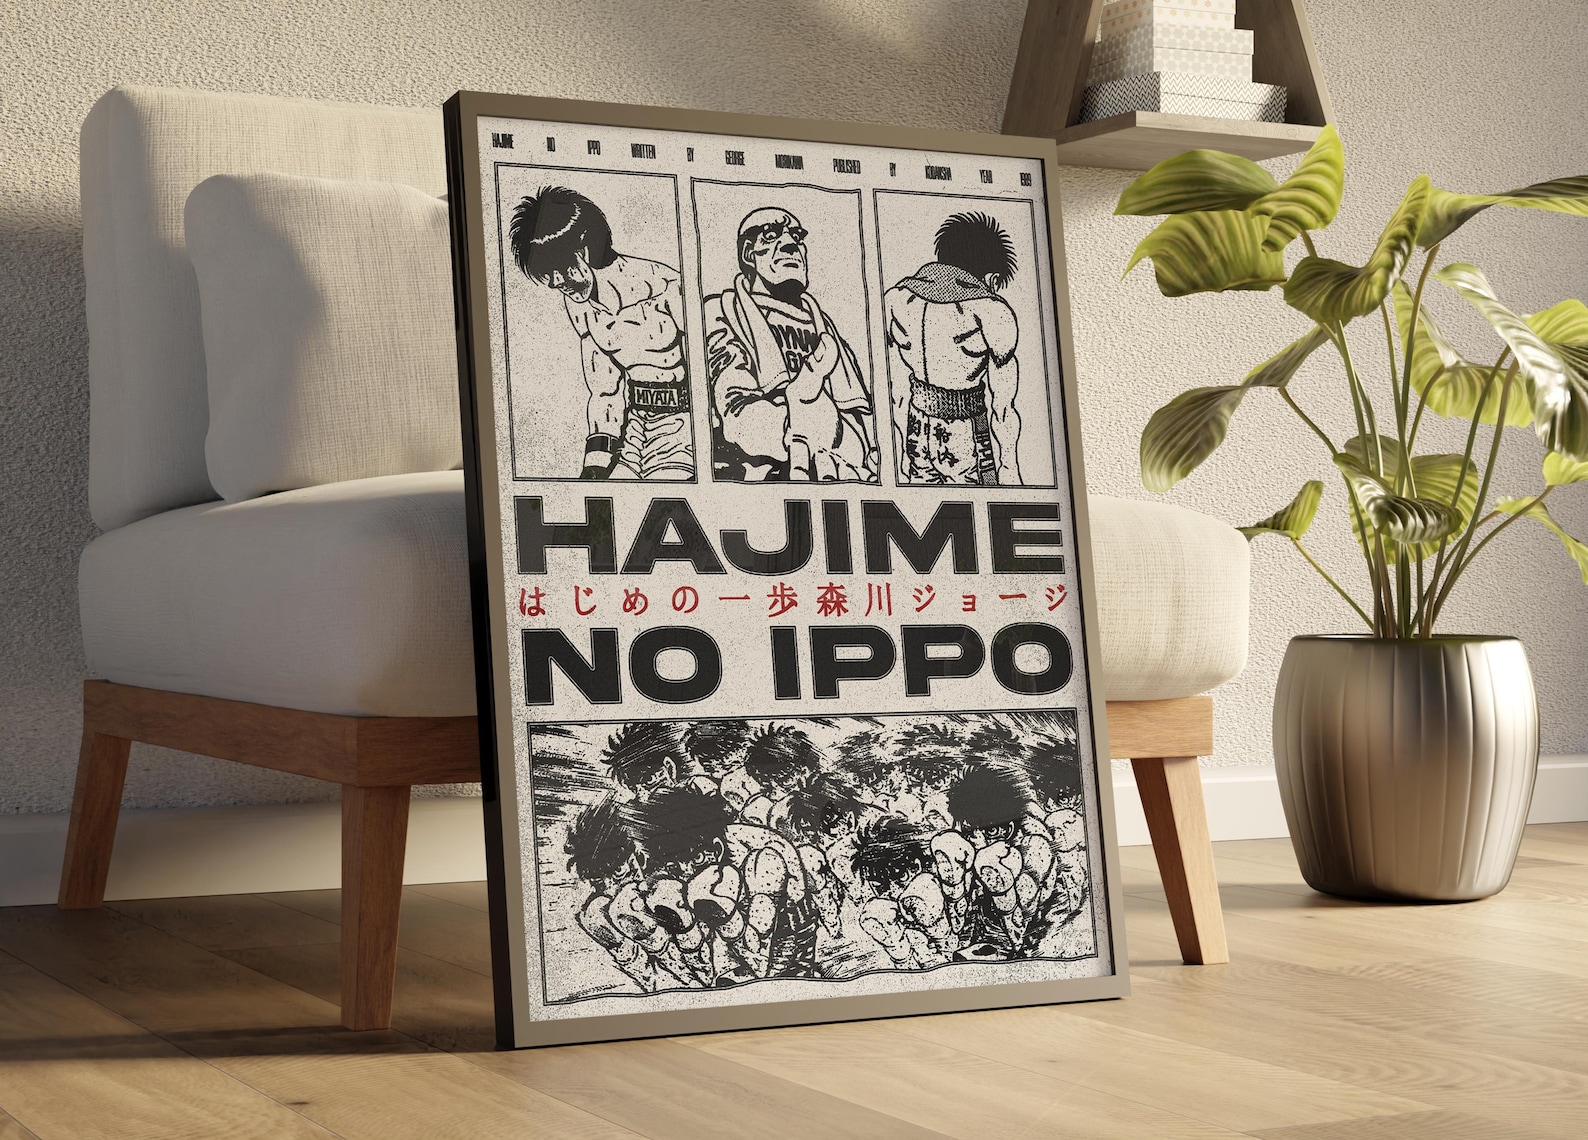 HAJIME NO IPPO WRITTEN BY GEORGE MORIKAWA PUBLISHED BY KODANSHA YEAR 1989
MIYATA
HAJIME
はじめの一歩森川ジョージ
NO IPPO